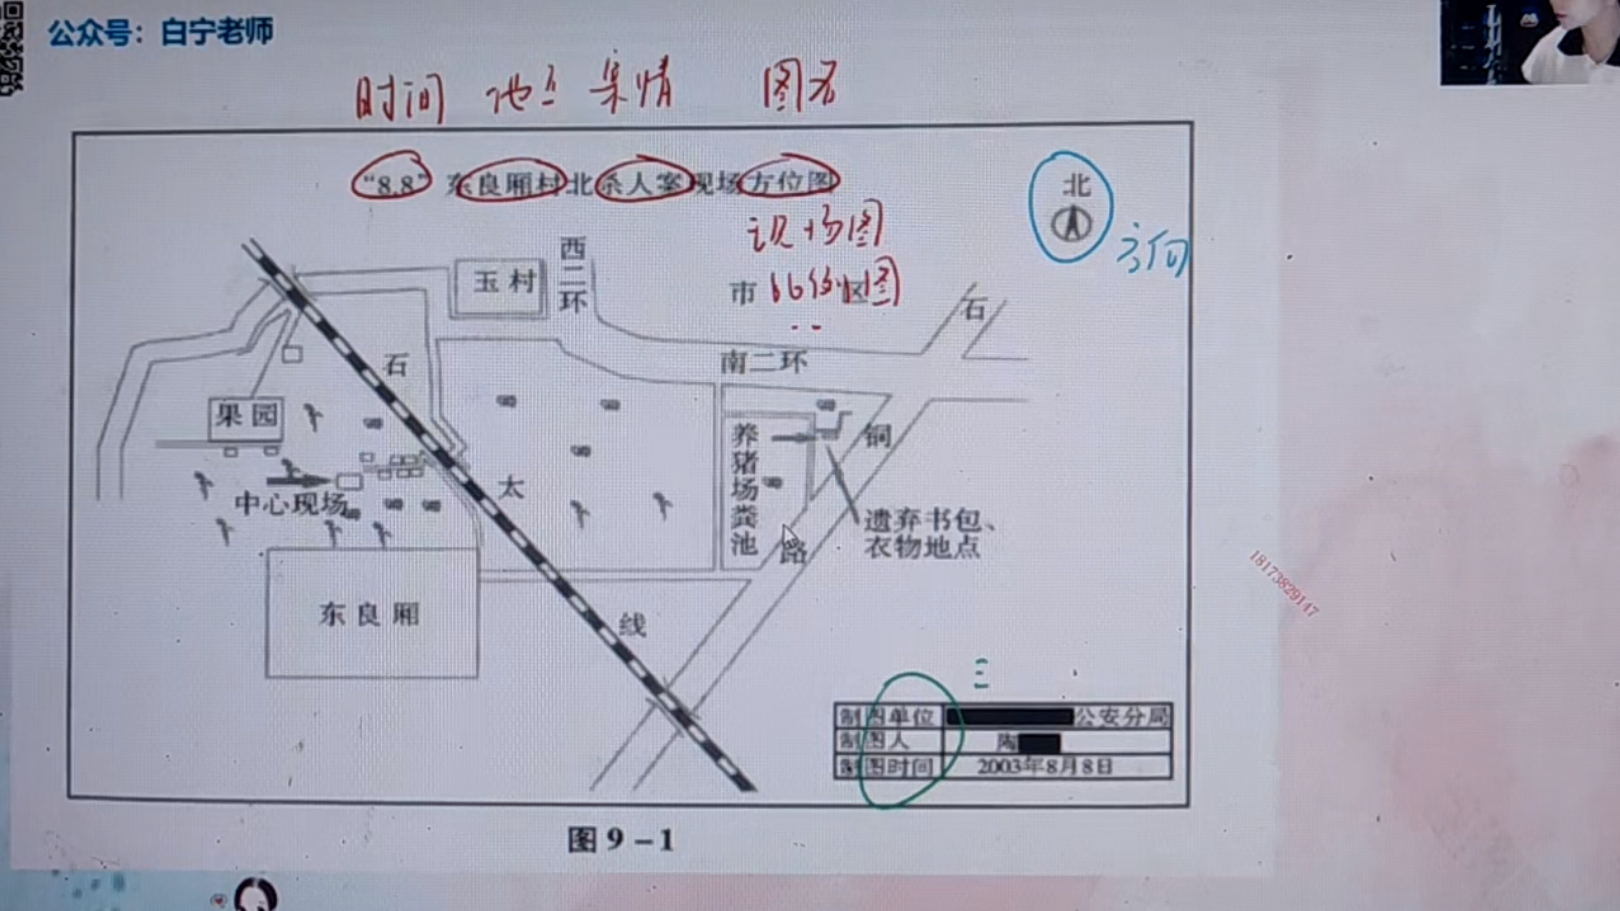 公众号：白宁老师
时间 地点 案情 图名
“8.8” 东良厢村北杀人案现场方位图
北
方向
现场图
比例图
市 区
西二环
玉村
石
南二环
石
果园
养猪场粪池
铜
中心现场
太
遗弃书包、
衣物地点
路
东良厢
线
三
制图单位 公安分局
制图人 陶
制图时间 2003年8月8日
图9-1
18173829147